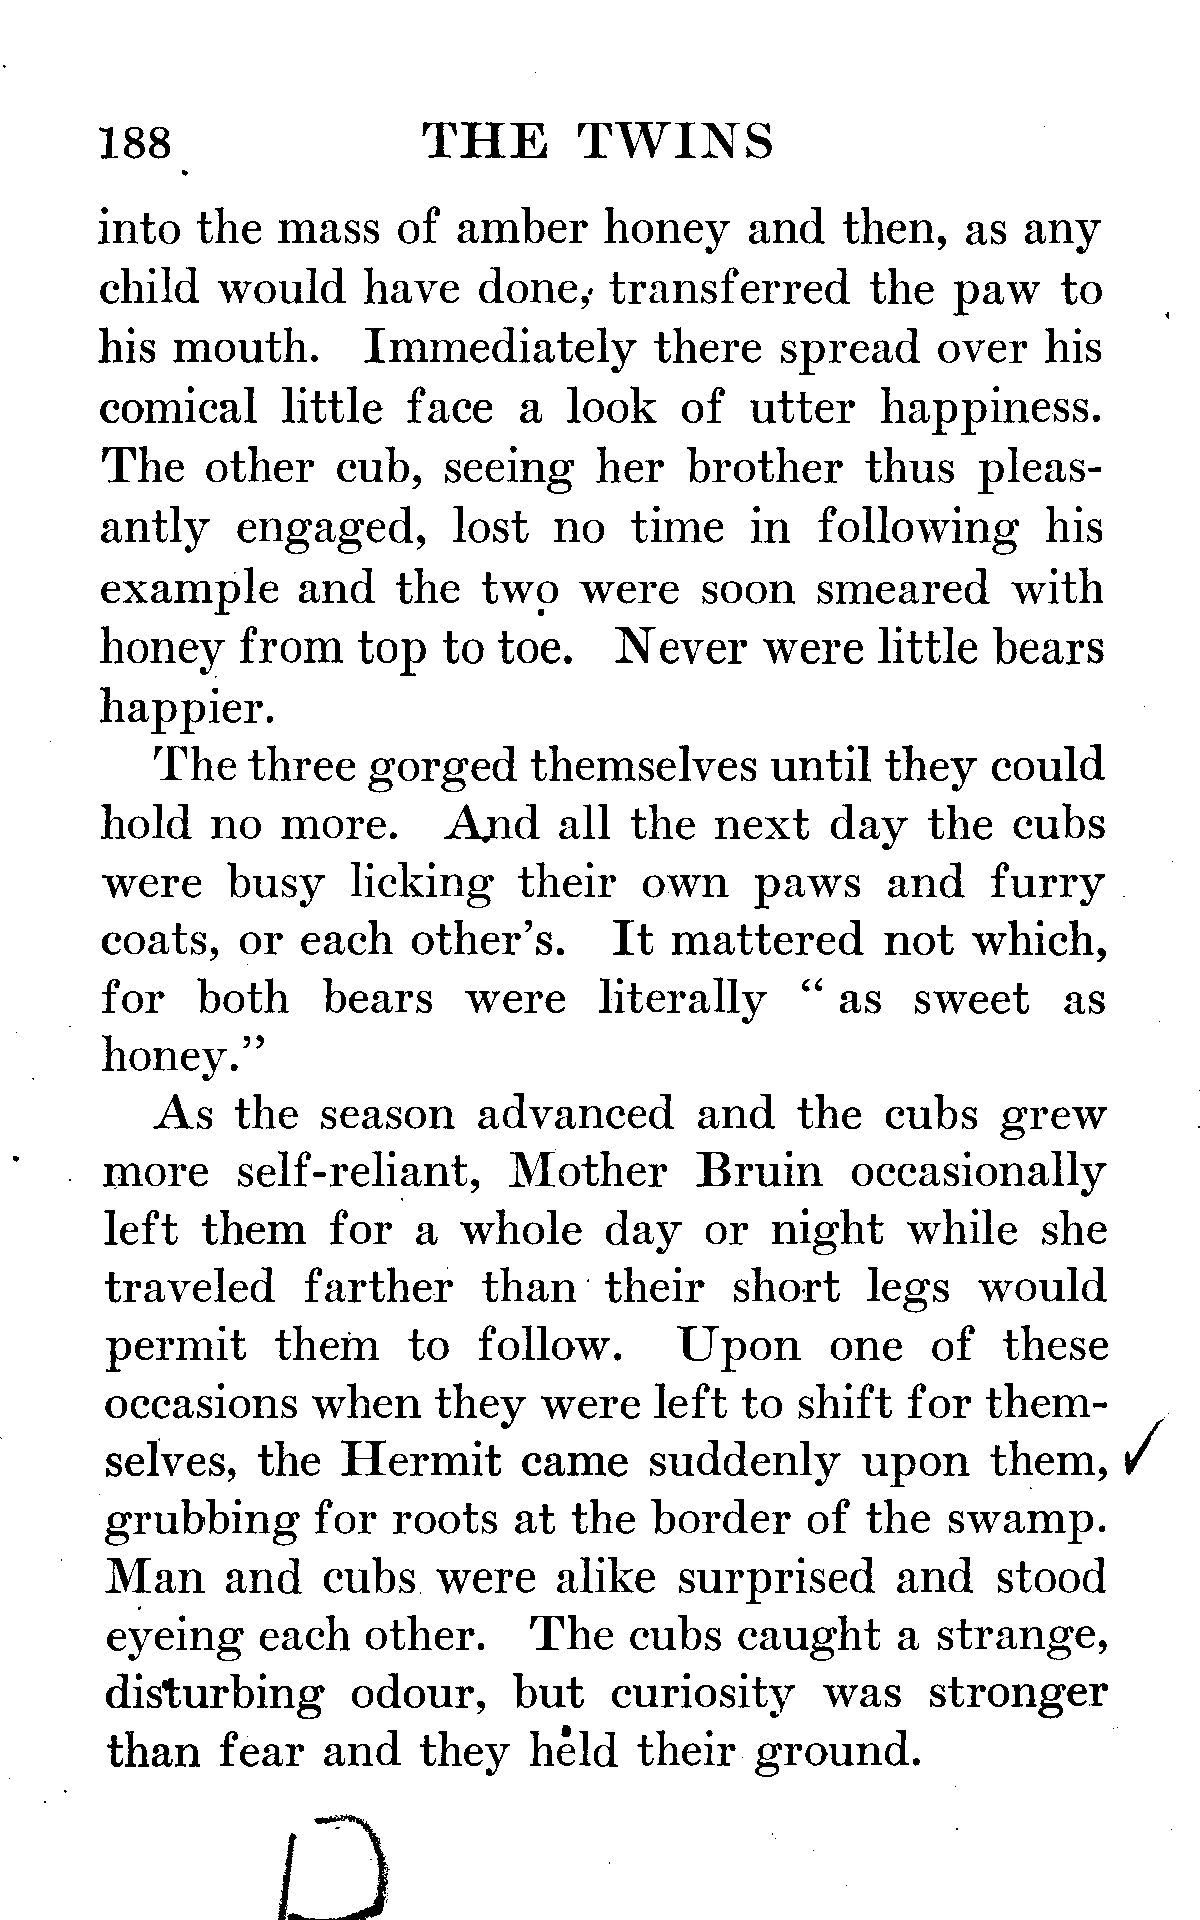 188 THE TWINS
into the mass of amber honey and then, as any
child would have done, transferred the paw to
his mouth. Immediately there spread over his
comical little face a look of utter happiness.
The other cub, seeing her brother thus pleas-
antly engaged, lost no time in following his
example and the two were soon smeared with
honey from top to toe. Never were little bears
happier.
The three gorged themselves until they could
hold no more. And all the next day the cubs
were busy licking their own paws and furry
coats, or each other's. It mattered not which,
for both bears were literally "as sweet as
honey."
As the season advanced and the cubs grew
more self-reliant, Mother Bruin occasionally
left them for a whole day or night while she
traveled farther than their short legs would
permit them to follow. Upon one of these
occasions when they were left to shift for them-
selves, the Hermit came suddenly upon them, ✓
grubbing for roots at the border of the swamp.
Man and cubs were alike surprised and stood
eyeing each other. The cubs caught a strange,
disturbing odour, but curiosity was stronger
than fear and they held their ground.
D